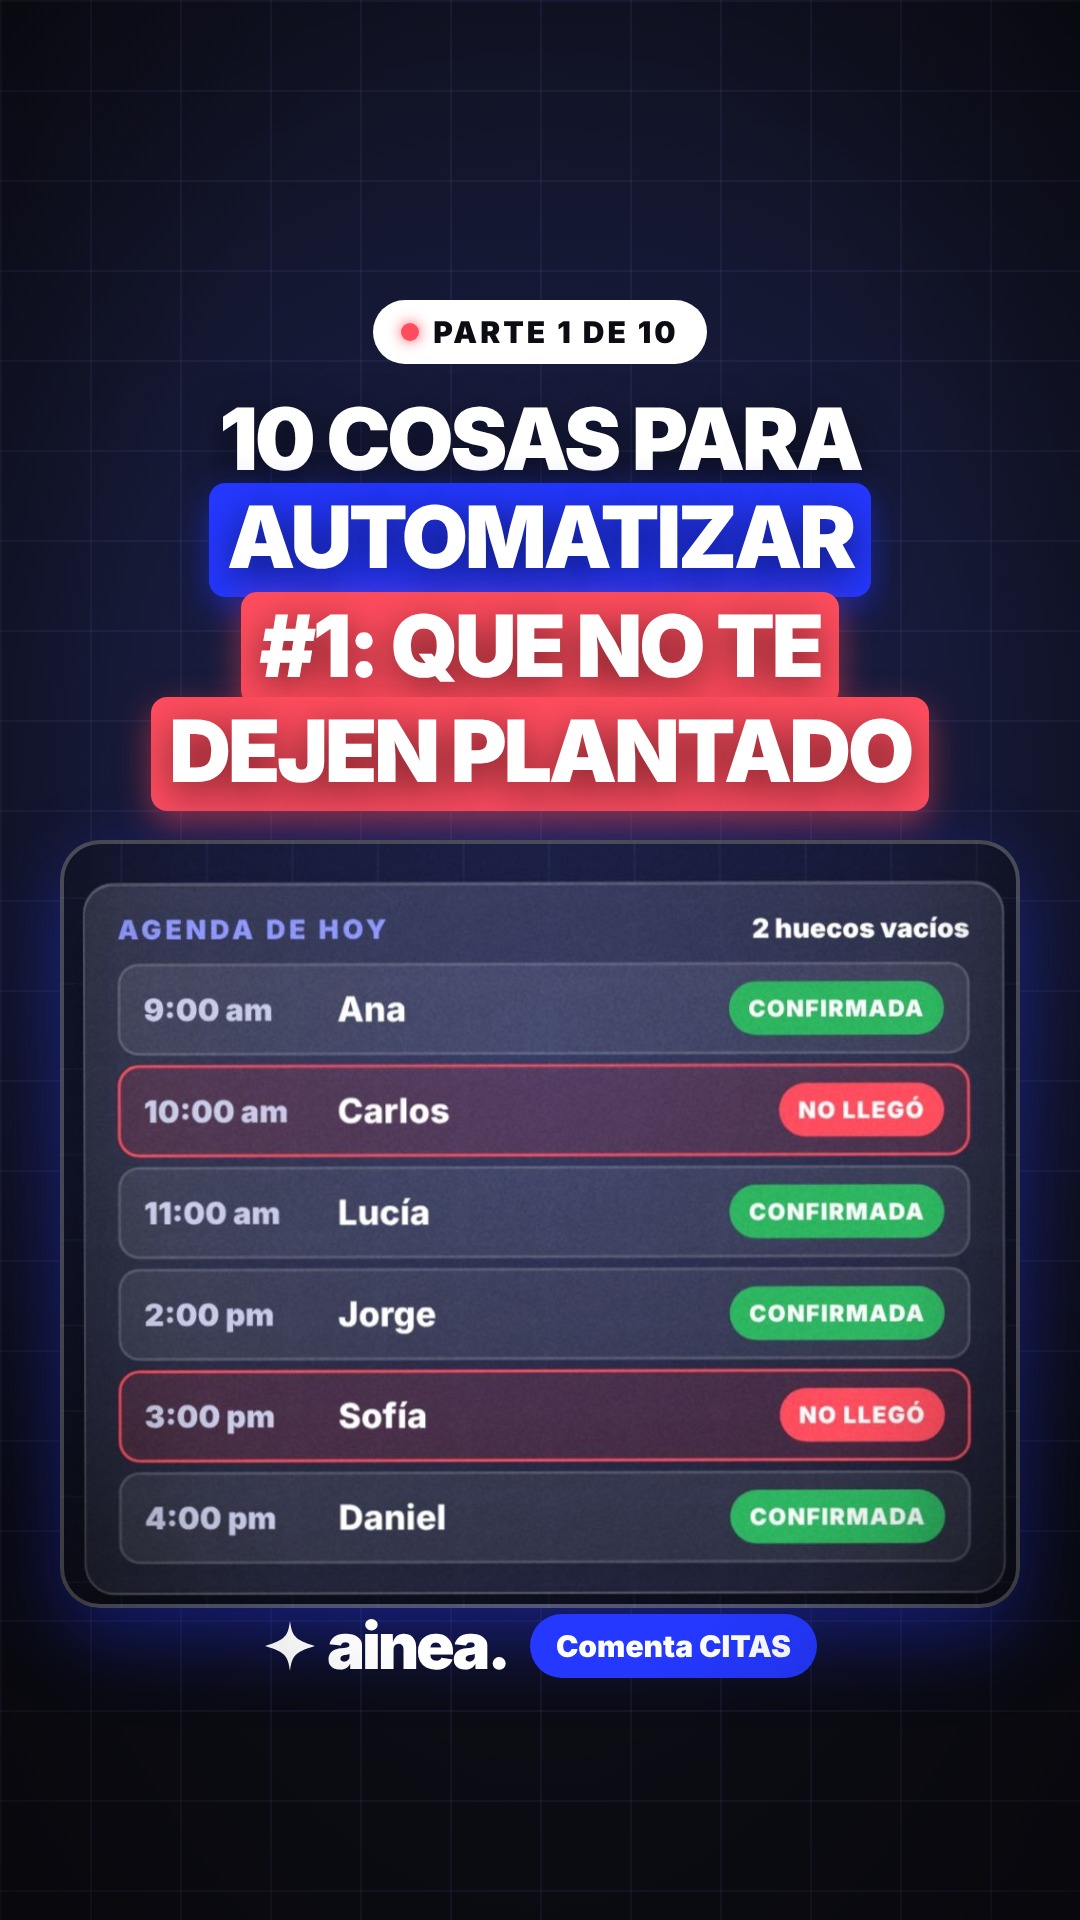 PARTE 1 DE 10
10 COSAS PARA
AUTOMATIZAR
#1: QUE NO TE
DEJEN PLANTADO
AGENDA DE HOY 2 huecos vacíos
9:00 am Ana CONFIRMADA
10:00 am Carlos NO LLEGÓ
11:00 am Lucía CONFIRMADA
2:00 pm Jorge CONFIRMADA
3:00 pm Sofía NO LLEGÓ
4:00 pm Daniel CONFIRMADA
ainea. Comenta CITAS